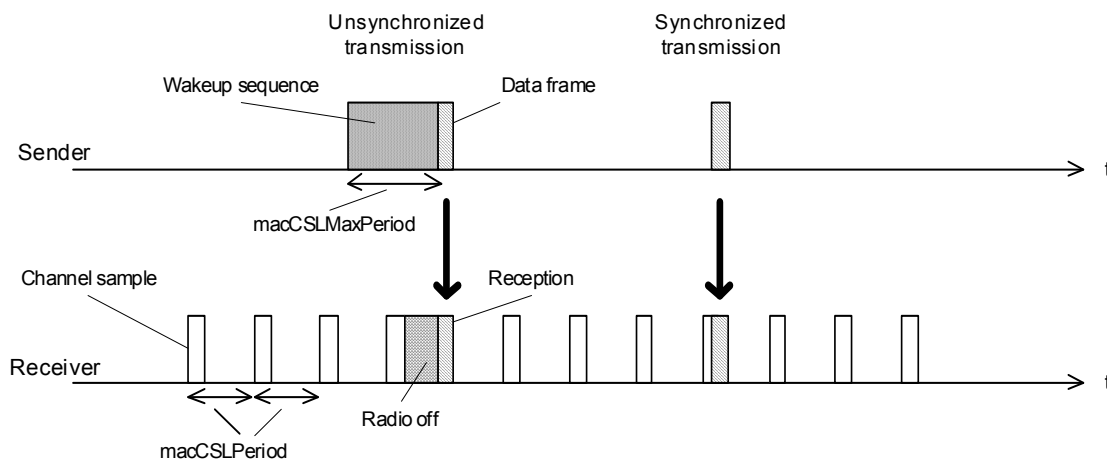 Unsynchronized
transmission
Synchronized
transmission
Wakeup sequence
Data frame
Sender
t
macCSLMaxPeriod
Channel sample
Reception
Receiver
t
Radio off
macCSLPeriod